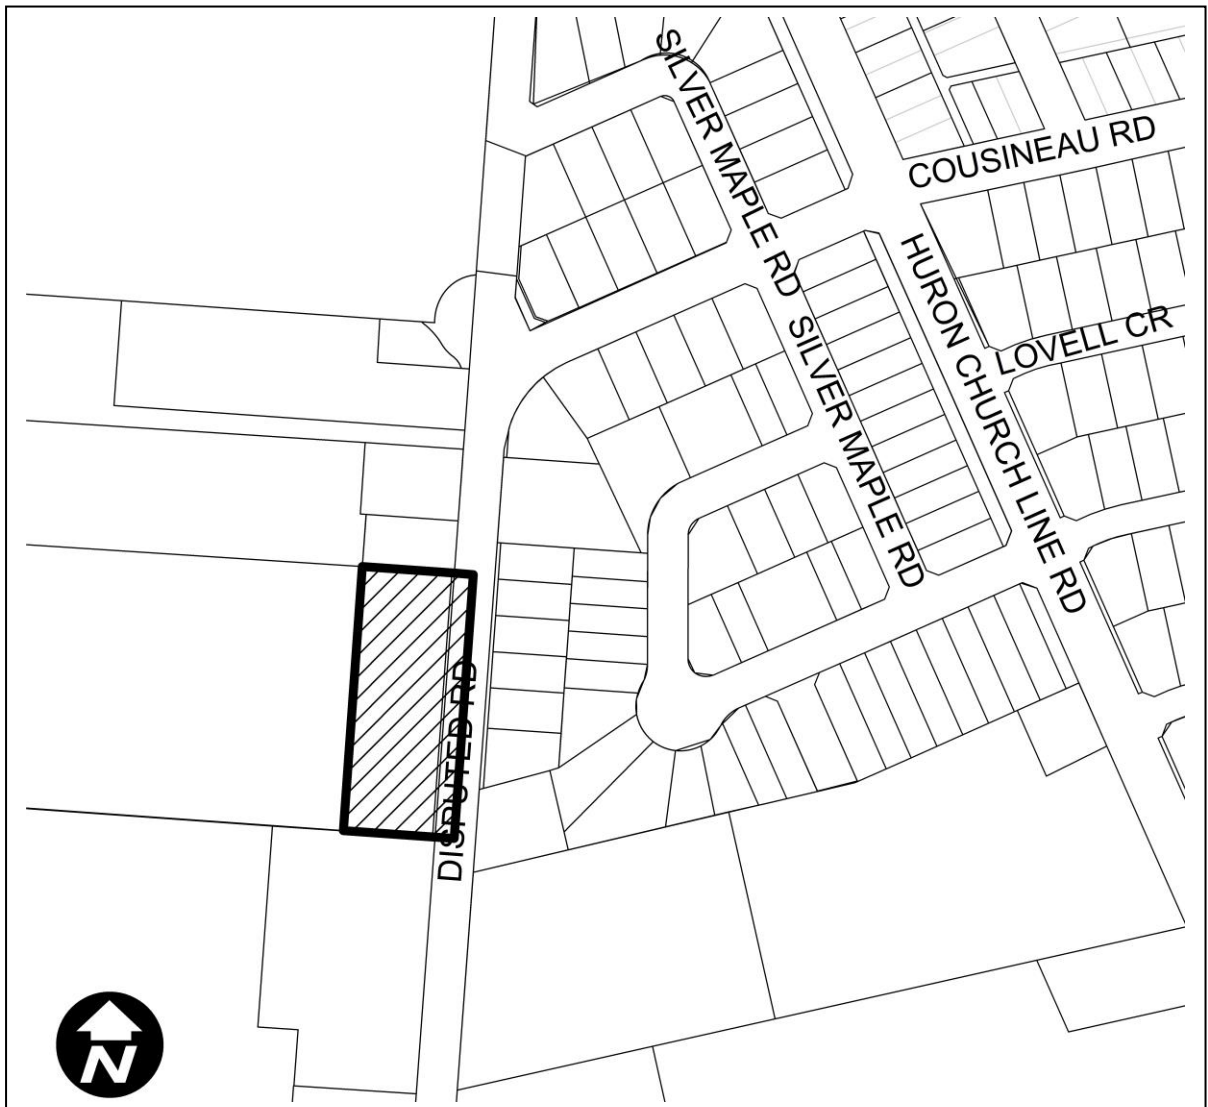 SILVER MAPLE RD
COUSINEAU RD
HURON CHURCH LINE RD
LOVELL CR
SILVER MAPLE RD
DISPUTED RD
N